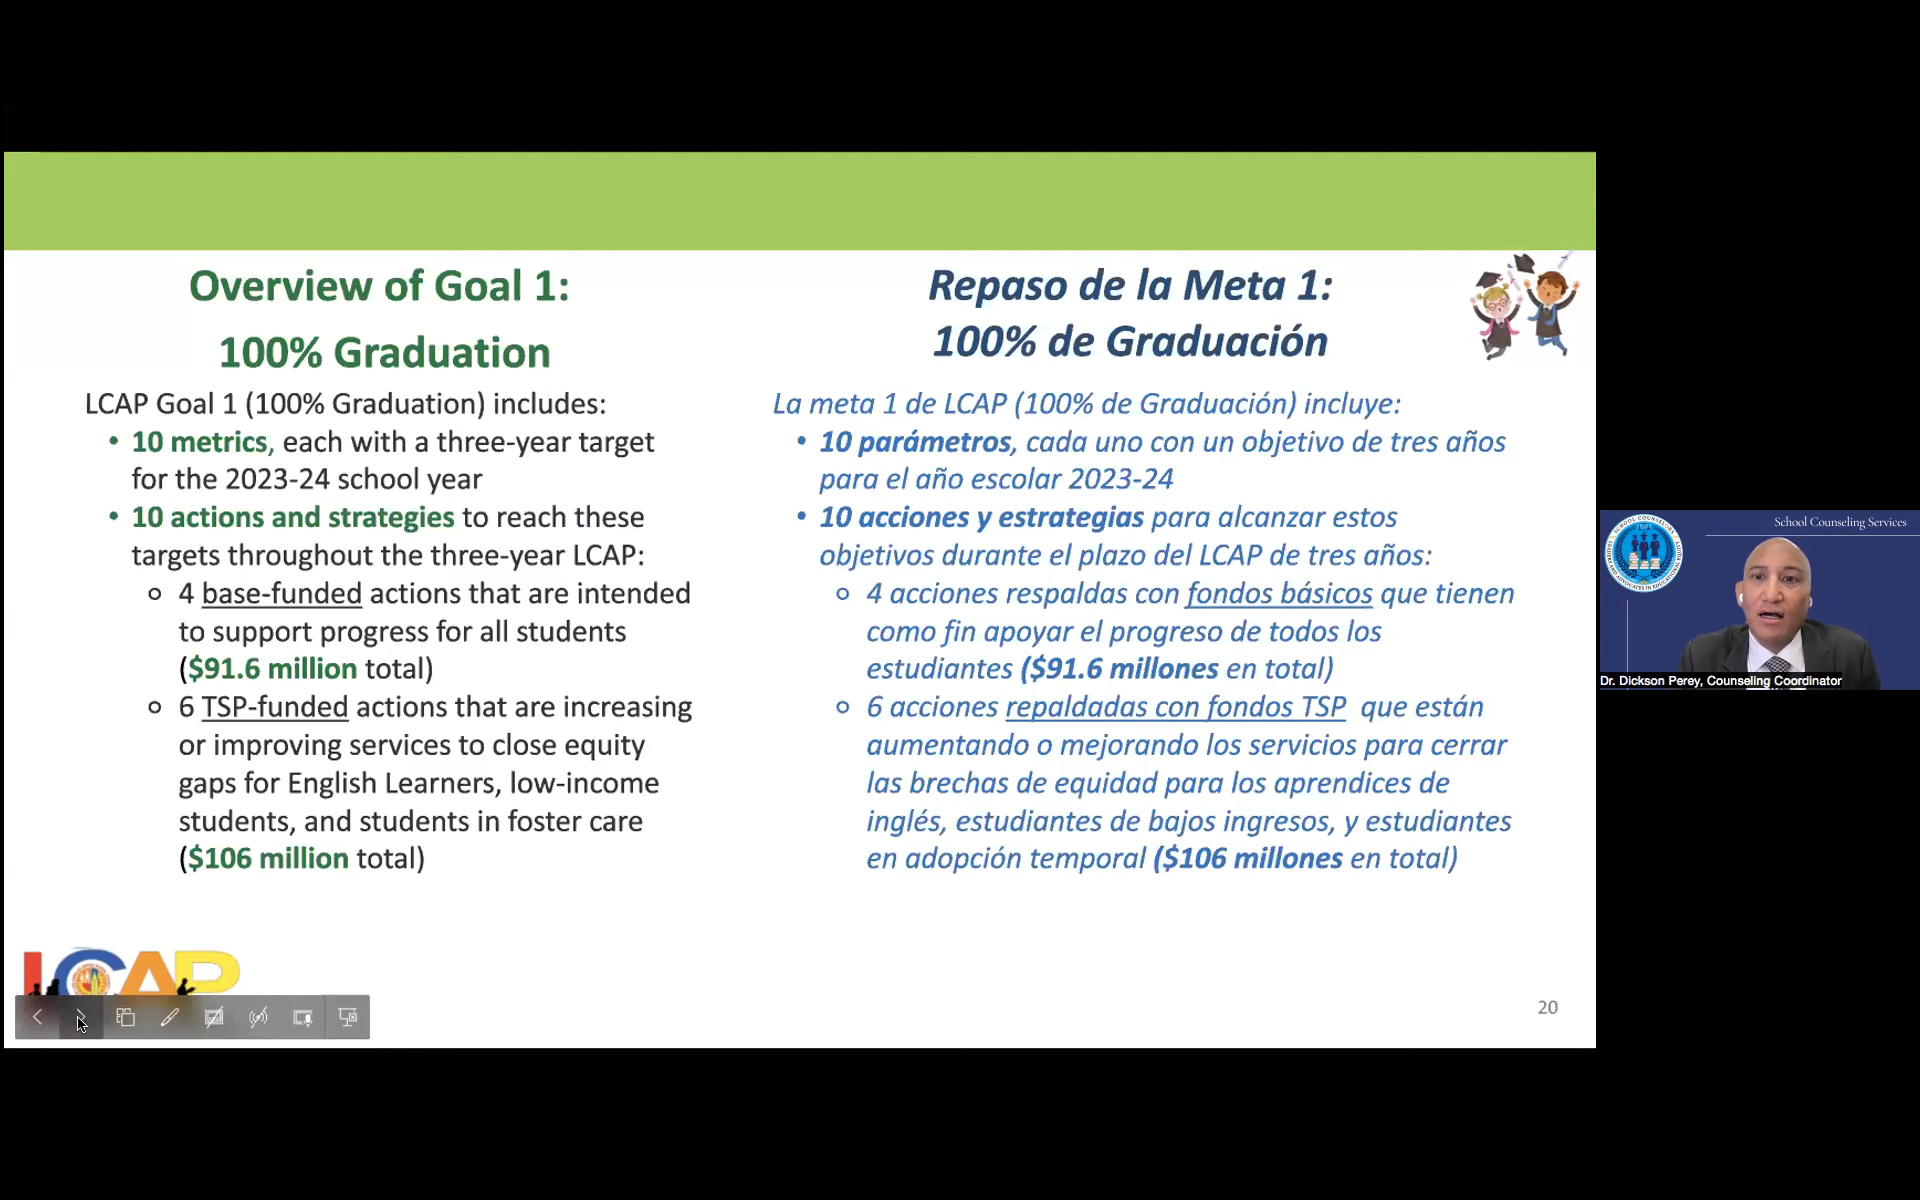 Overview of Goal 1:
100% Graduation
LCAP Goal 1 (100% Graduation) includes:
• 10 metrics, each with a three-year target
for the 2023-24 school year
• 10 actions and strategies to reach these
targets throughout the three-year LCAP:
○ 4 base-funded actions that are intended
to support progress for all students
($91.6 million total)
○ 6 TSP-funded actions that are increasing
or improving services to close equity
gaps for English Learners, low-income
students, and students in foster care
($106 million total)
Repaso de la Meta 1:
100% de Graduación
La meta 1 de LCAP (100% de Graduación) incluye:
• 10 parámetros, cada uno con un objetivo de tres años
para el año escolar 2023-24
• 10 acciones y estrategias para alcanzar estos
objetivos durante el plazo del LCAP de tres años:
○ 4 acciones respaldas con fondos básicos que tienen
como fin apoyar el progreso de todos los
estudiantes ($91.6 millones en total)
○ 6 acciones repaldadas con fondos TSP que están
aumentando o mejorando los servicios para cerrar
las brechas de equidad para los aprendices de
inglés, estudiantes de bajos ingresos, y estudiantes
en adopción temporal ($106 millones en total)
LCAP
20
School Counseling Services
Dr. Dickson Perey, Counseling Coordinator